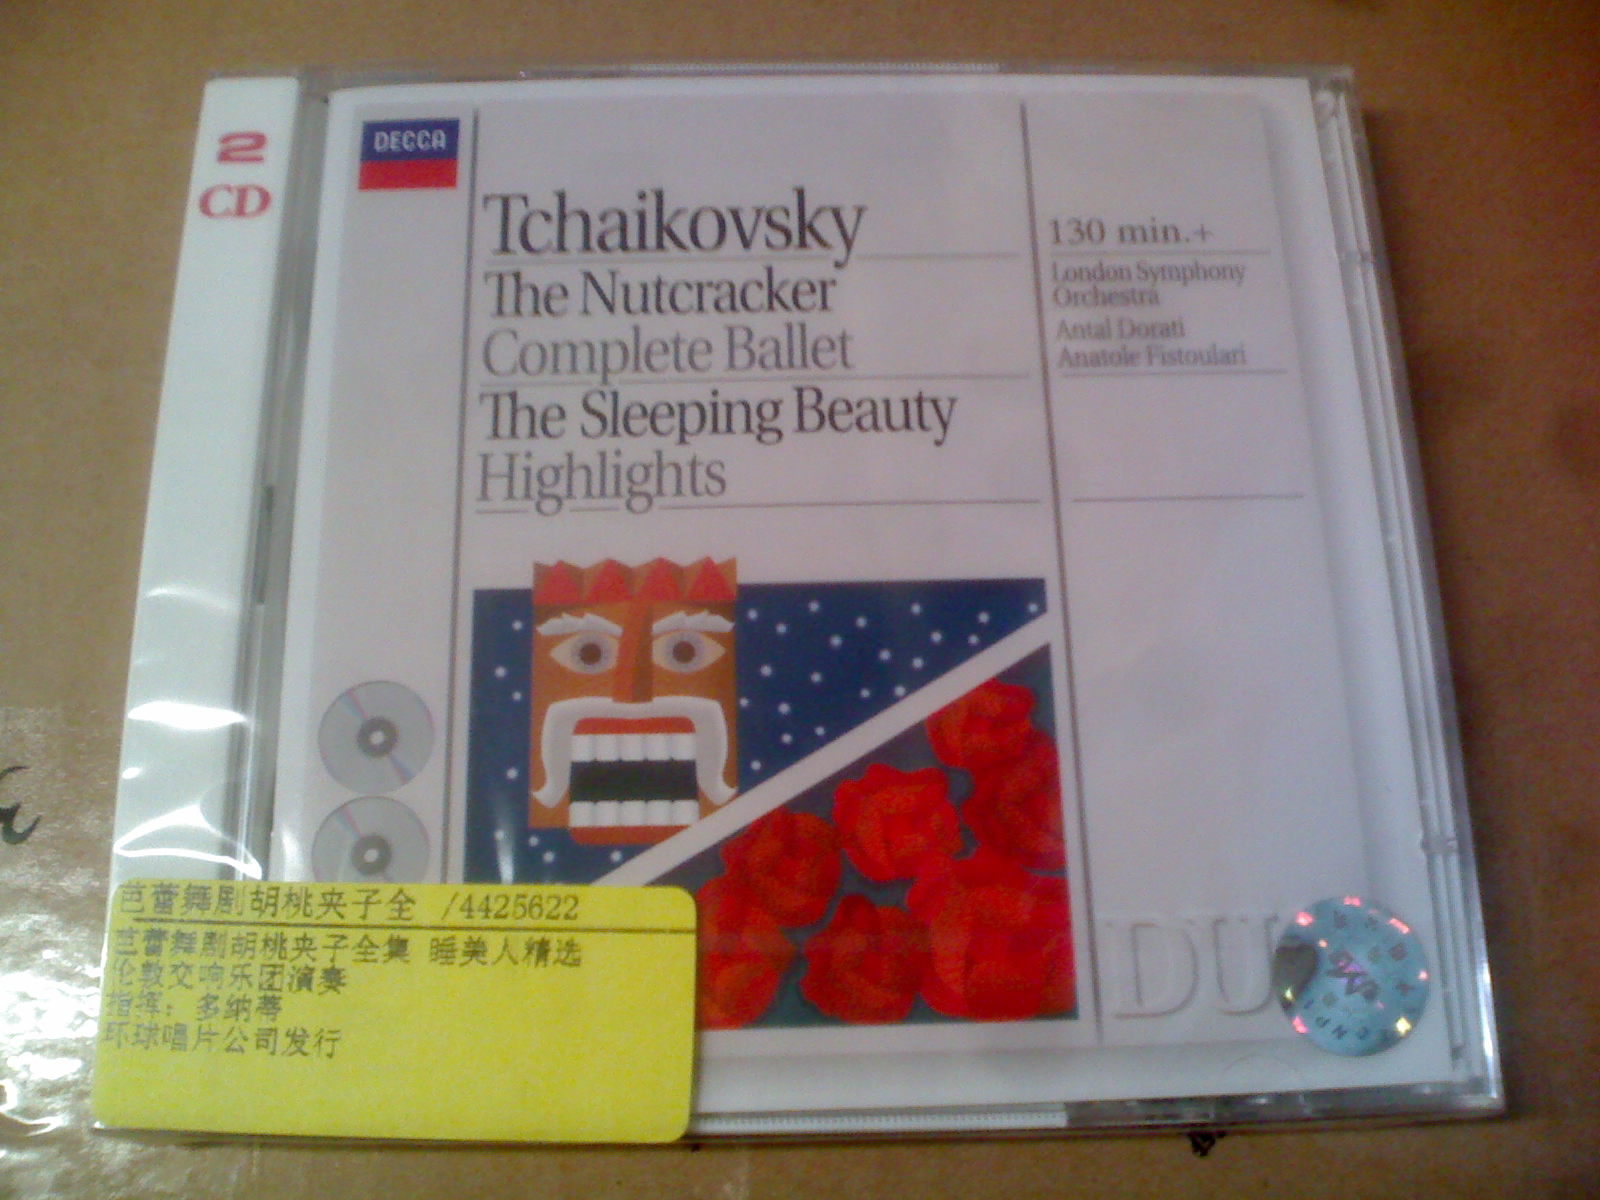 2
CD
DECCA
Tchaikovsky
The Nutcracker
Complete Ballet
The Sleeping Beauty
Highlights
130 min.+
London Symphony
Orchestra
Antal Dorati
Anatole Fistoulari
DU
芭蕾舞剧胡桃夹子全 /4425622
芭蕾舞剧胡桃夹子全集 睡美人精选
伦敦交响乐团演奏
指挥：多纳蒂
环球唱片公司发行